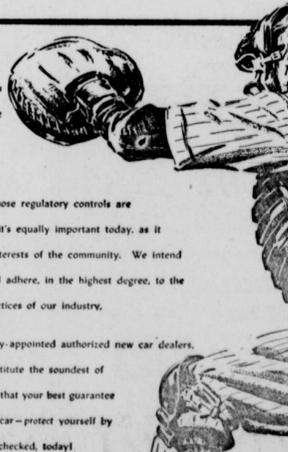 ose regulatory controls are
it's equally important today, as it
terests of the community. We intend
adhere, in the highest degree, to the
ctices of our industry.
y-appointed authorized new car dealers,
titute the soundest of
that your best guarantee
car—protect yourself by
checked, today!